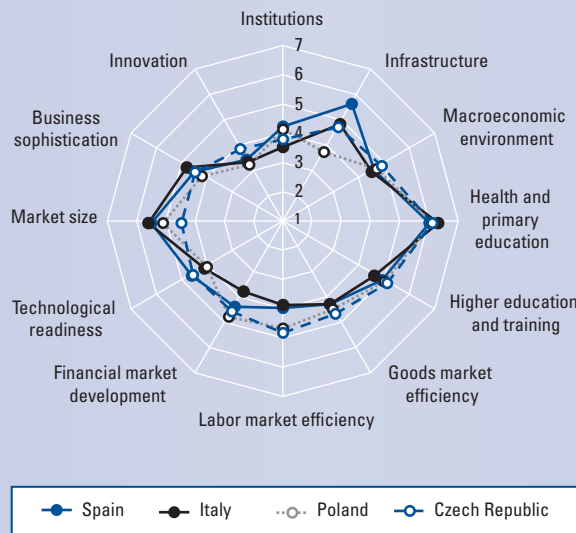 Institutions
Infrastructure
Macroeconomic
environment
Health and
primary
education
Higher education
and training
Goods market
efficiency
Labor market efficiency
Financial market
development
Technological
readiness
Market size
Business
sophistication
Innovation
7
6
5
4
3
2
1
Spain Italy Poland Czech Republic